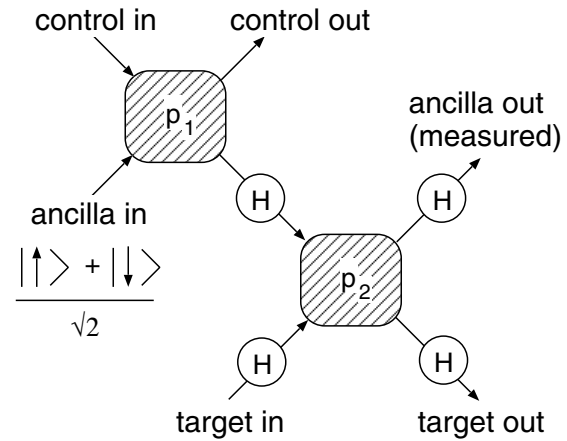 control in
control out
p1
ancilla out
(measured)
H
H
ancilla in
|↑> + |↓>
√2
p2
H
H
target in
target out